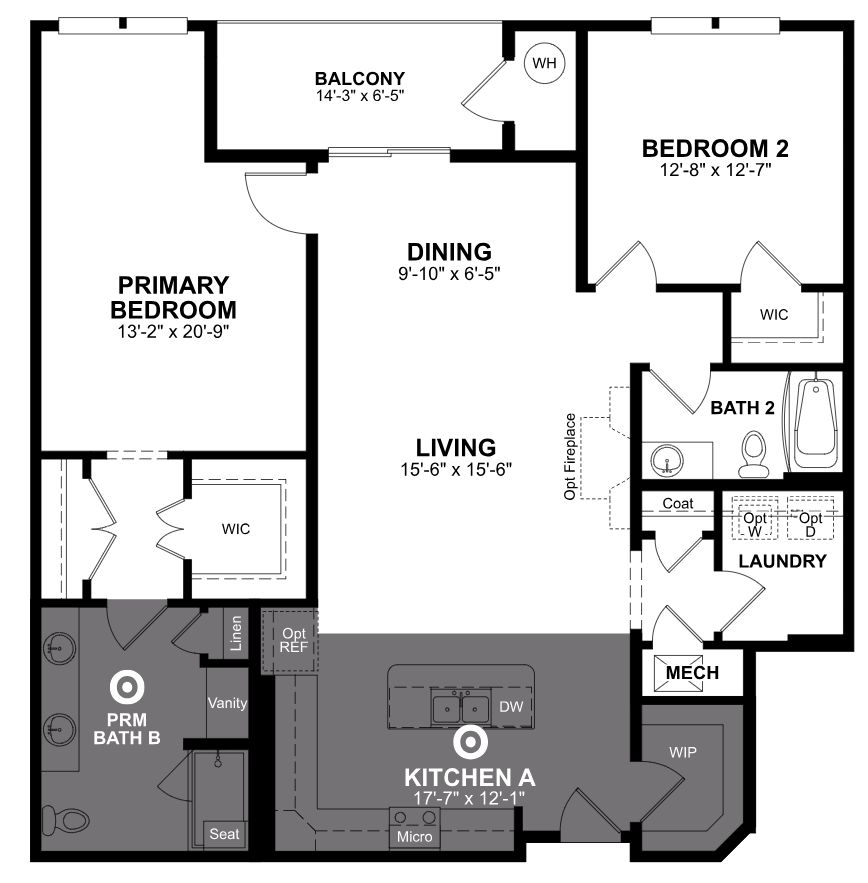 BALCONY
14'-3" x 6'-5"
WH
BEDROOM 2
12'-8" x 12'-7"
DINING
9'-10" x 6'-5"
PRIMARY
BEDROOM
13'-2" x 20'-9"
WIC
BATH 2
LIVING
15'-6" x 15'-6"
Opt Fireplace
Coat
Opt
W
Opt
D
LAUNDRY
WIC
Linen
Opt
REF
MECH
PRM
BATH B
Vanity
DW
WIP
KITCHEN A
17'-7" x 12'-1"
Seat
Micro